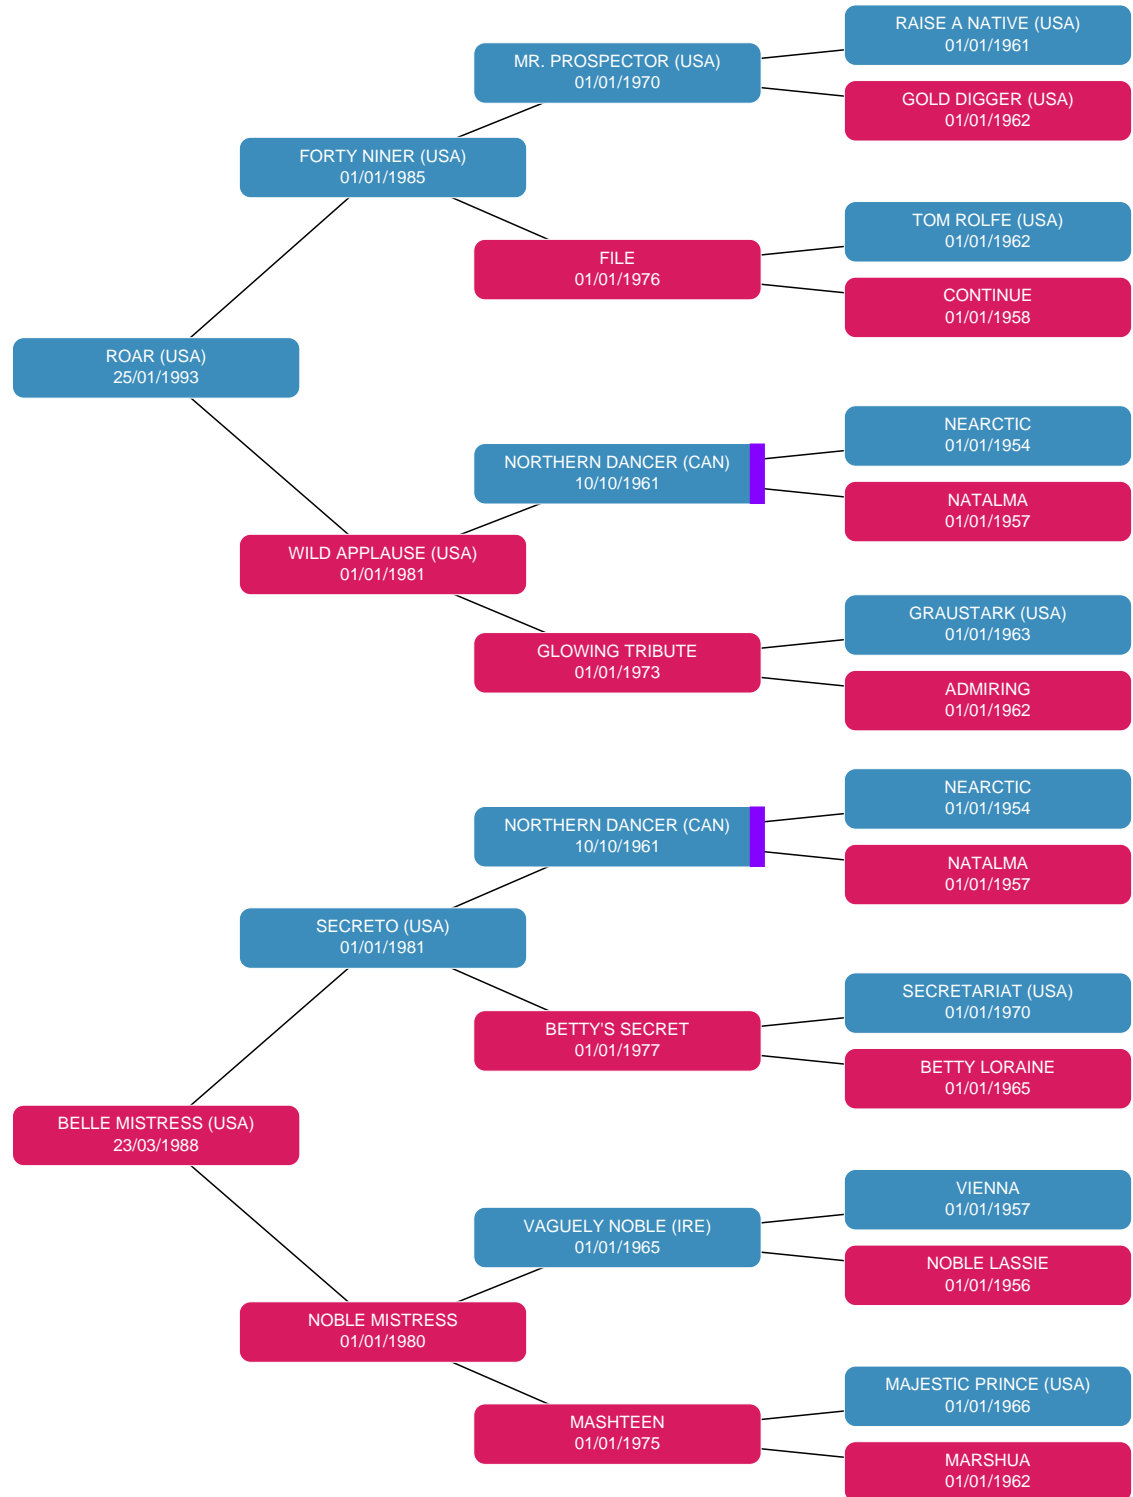 RAISE A NATIVE (USA)
01/01/1961
MR. PROSPECTOR (USA)
01/01/1970
GOLD DIGGER (USA)
01/01/1962
FORTY NINER (USA)
01/01/1985
TOM ROLFE (USA)
01/01/1962
FILE
01/01/1976
CONTINUE
01/01/1958
ROAR (USA)
25/01/1993
NEARCTIC
01/01/1954
NORTHERN DANCER (CAN)
10/10/1961
NATALMA
01/01/1957
WILD APPLAUSE (USA)
01/01/1981
GRAUSTARK (USA)
01/01/1963
GLOWING TRIBUTE
01/01/1973
ADMIRING
01/01/1962
NEARCTIC
01/01/1954
NORTHERN DANCER (CAN)
10/10/1961
NATALMA
01/01/1957
SECRETO (USA)
01/01/1981
SECRETARIAT (USA)
01/01/1970
BETTY'S SECRET
01/01/1977
BETTY LORAINE
01/01/1965
BELLE MISTRESS (USA)
23/03/1988
VIENNA
01/01/1957
VAGUELY NOBLE (IRE)
01/01/1965
NOBLE LASSIE
01/01/1956
NOBLE MISTRESS
01/01/1980
MAJESTIC PRINCE (USA)
01/01/1966
MASHTEEN
01/01/1975
MARSHUA
01/01/1962